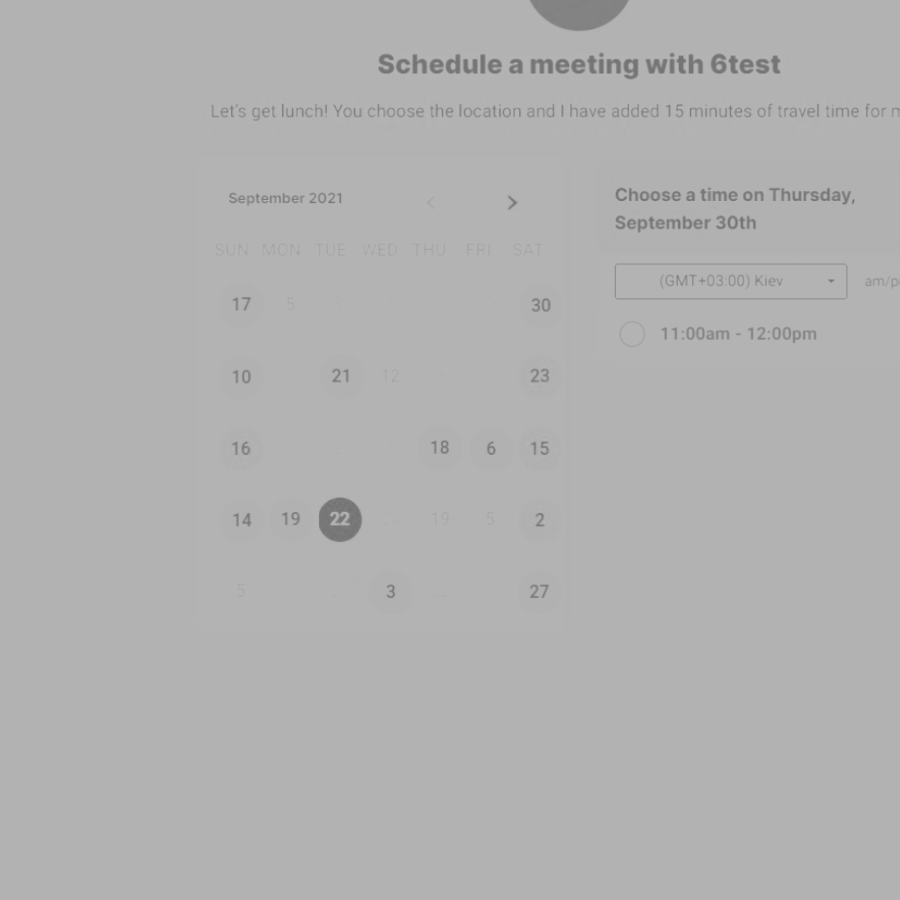 Schedule a meeting with 6test
Let's get lunch! You choose the location and I have added 15 minutes of travel time for
September 2021
SUN MON TUE WED THU FRI SAT
17 5 30
10 21 12 23
16 18 6 15
14 19 22 19 5 2
5 3 27
Choose a time on Thursday,
September 30th
(GMT+03:00) Kiev
11:00am - 12:00pm